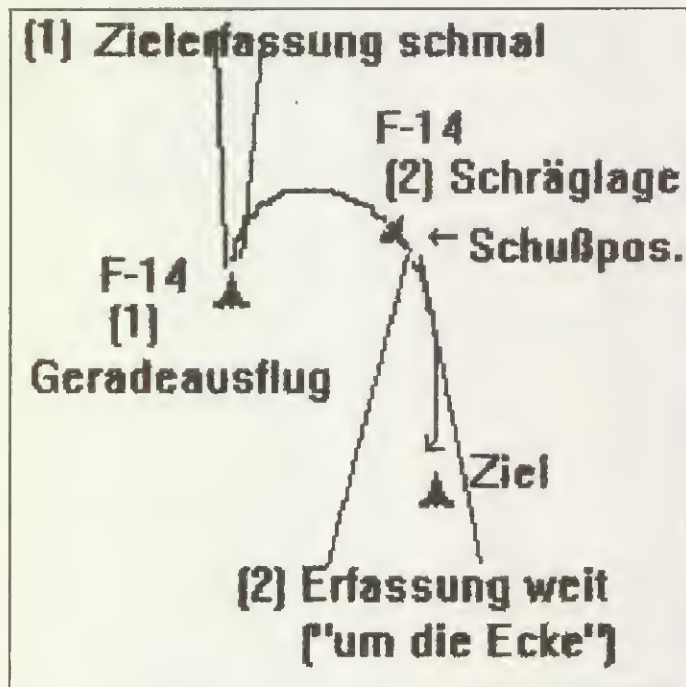 (1) Zielerfassung schmal
F-14
(2) Schräglage
← Schußpos.
F-14
(1)
Geradeausflug
Ziel
(2) Erfassung weit
("um die Ecke")